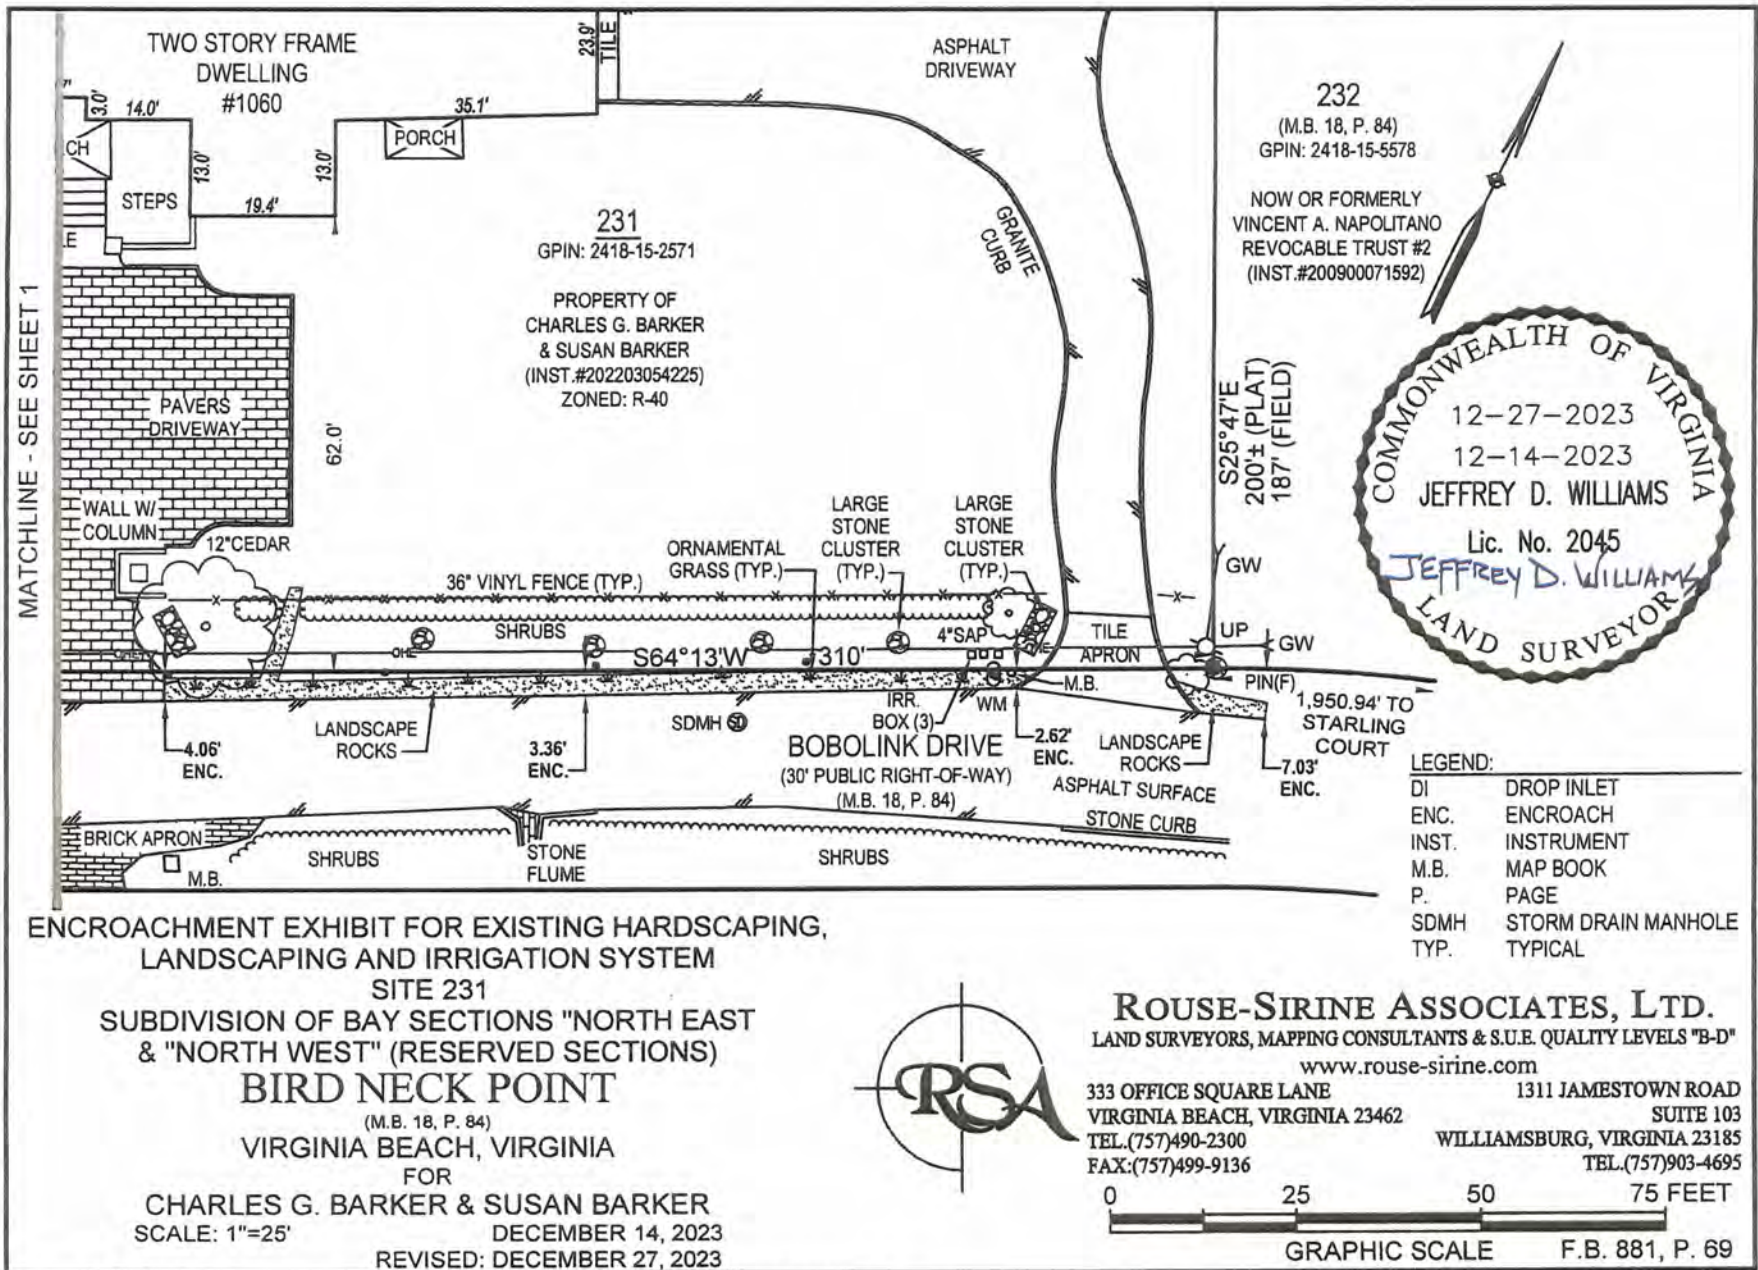 TWO STORY FRAME
DWELLING
#1060
3.0'
14.0'
35.1'
23.9'
TILE
ASPHALT
DRIVEWAY
CH
PORCH
13.0'
13.0'
STEPS
19.4'
231
GPIN: 2418-15-2571
PROPERTY OF
CHARLES G. BARKER
& SUSAN BARKER
(INST.#202203054225)
ZONED: R-40
GRANITE
CURB
232
(M.B. 18, P. 84)
GPIN: 2418-15-5578
NOW OR FORMERLY
VINCENT A. NAPOLITANO
REVOCABLE TRUST #2
(INST.#200900071592)
S25°47'E
200'± (PLAT)
187' (FIELD)
COMMONWEALTH OF VIRGINIA
12-27-2023
12-14-2023
JEFFREY D. WILLIAMS
Lic. No. 2045
JEFFREY D. WILLIAMS
LAND SURVEYOR
MATCHLINE - SEE SHEET 1
PAVERS
DRIVEWAY
62.0'
WALL W/
COLUMN
12"CEDAR
36" VINYL FENCE (TYP.)
ORNAMENTAL
GRASS (TYP.)
LARGE
STONE
CLUSTER
(TYP.)
LARGE
STONE
CLUSTER
(TYP.)
GW
SHRUBS
4"SAP
TILE
APRON
UP
GW
OHE
S64°13'W
310'
M.B.
PIN(F)
1,950.94' TO
STARLING
COURT
LANDSCAPE
ROCKS
4.06'
ENC.
3.36'
ENC.
SDMH
IRR.
BOX (3)
WM
2.62'
ENC.
LANDSCAPE
ROCKS
7.03'
ENC.
BOBOLINK DRIVE
(30' PUBLIC RIGHT-OF-WAY)
(M.B. 18, P. 84)
ASPHALT SURFACE
STONE CURB
BRICK APRON
M.B.
SHRUBS
STONE
FLUME
SHRUBS
LEGEND:
DI DROP INLET
ENC. ENCROACH
INST. INSTRUMENT
M.B. MAP BOOK
P. PAGE
SDMH STORM DRAIN MANHOLE
TYP. TYPICAL
ENCROACHMENT EXHIBIT FOR EXISTING HARDSCAPING,
LANDSCAPING AND IRRIGATION SYSTEM
SITE 231
SUBDIVISION OF BAY SECTIONS "NORTH EAST
& "NORTH WEST" (RESERVED SECTIONS)
BIRD NECK POINT
(M.B. 18, P. 84)
VIRGINIA BEACH, VIRGINIA
FOR
CHARLES G. BARKER & SUSAN BARKER
SCALE: 1"=25' DECEMBER 14, 2023
REVISED: DECEMBER 27, 2023
RSA
ROUSE-SIRINE ASSOCIATES, LTD.
LAND SURVEYORS, MAPPING CONSULTANTS & S.U.E. QUALITY LEVELS "B-D"
www.rouse-sirine.com
333 OFFICE SQUARE LANE
VIRGINIA BEACH, VIRGINIA 23462
TEL.(757)490-2300
FAX:(757)499-9136
1311 JAMESTOWN ROAD
SUITE 103
WILLIAMSBURG, VIRGINIA 23185
TEL.(757)903-4695
0 25 50 75 FEET
GRAPHIC SCALE F.B. 881, P. 69